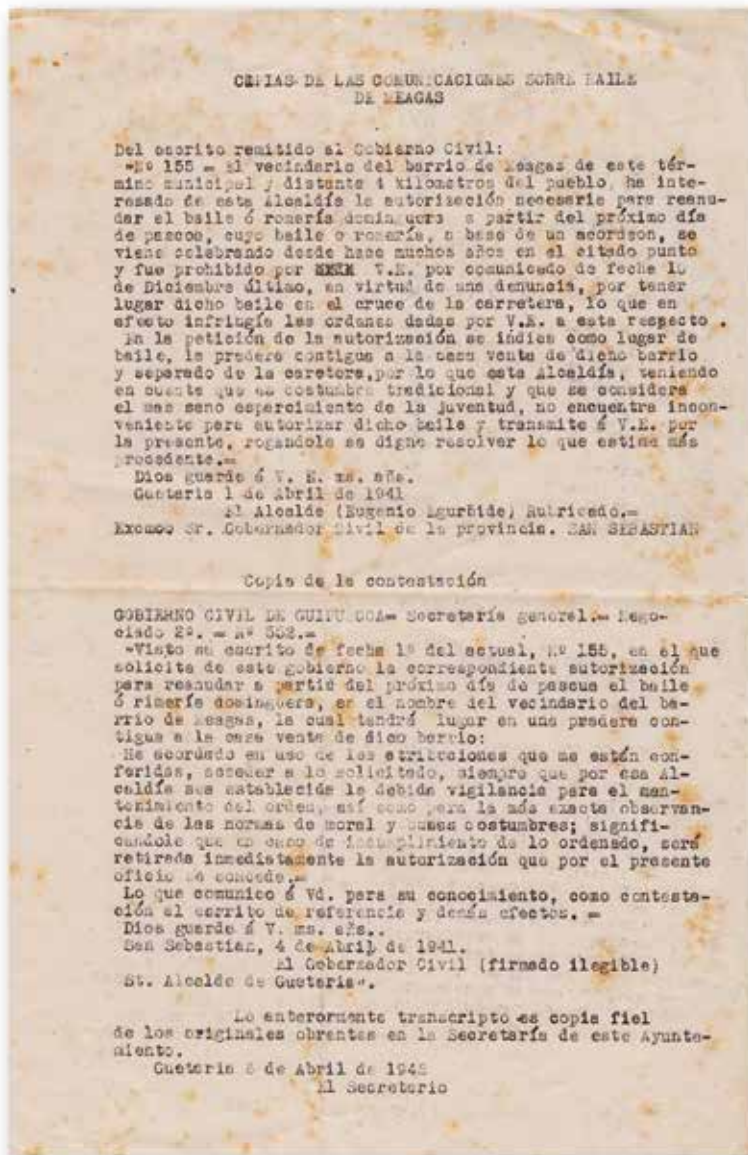 COPIAS DE LAS COMUNICACIONES SOBRE BAILE
DE MEAGAS
Del escrito remitido al Gobierno Civil:
"Nº 155 = El vecindario del barrio de Meagas de este tér-
mino municipal y distante 4 kilometros del pueblo, ha inte-
resado de esta Alcaldía la autorización necesaria para reanu-
dar el baile ó romería dominguera a partir del próximo día
de pascoa, cuyo baile o romería, a base de un acordeon, se
viene celebrando desde hace muchos años en el citado punto
y fue prohibido por V.E. por comunicado de fecha 16
de Diciembre último, en virtud de una denuncia, por tener
lugar dicho baile en el cruce de la carretera, lo que en
efecto infringía las ordenes dadas por V.E. a este respecto .
En la petición de la autorización se indica como lugar de
baile, la pradera contigua a la casa venta de dicho barrio
y separado de la caretera,por lo que esta Alcaldía, teniendo
en cuenta que es costumbre tradicional y que se considera
el mas sano esparcimiento de la juventud, no encuentra incon-
veniente para autorizar dicho baile y transmite á V.E. por
la presente, rogandole se digne resolver lo que estime más
procedente.=
Dios guarde á V. E. ms. añs.
Guetaria 1 de Abril de 1941
El Alcalde (Eugenio Egurbide) Rubricado.=
Excmoo Sr. Gobernador Civil de la provincia. SAN SEBASTIAN
Copia de la contestación
GOBIERNO CIVIL DE GUIPUZCOA= Secretaría general.= Nego-
ciado 2º. = Nº 552.=
"Visto su escrito de fecha 1º del actual, Nº 155, en el que
solicita de este gobierno la correspondiente autorización
para reanudar a partir del próximo día de pascua el baile
ó rimería dominguera, en el nombre del vecindario del ba-
rrio de Meagas, la cual tendrá lugar en una pradera con-
tigua a la casa venta de dico barrio:
He acordado en uso de las atribuciones que me están con-
feridas, acceder a lo solicitado, siempre que por esa Al-
caldía sea establecida la debida vigilancia para el man-
tenimiento del orden, así como para la más exacta observan-
cia de las normas de moral y buenas costumbres; signifi-
candole que en caso de incumplimiento de lo ordenado, será
retirada inmediatamente la autorización que por el presente
oficio se concede.=
Lo que comunico á Vd. para su conocimiento, como contesta-
ción al escrito de referencia y demás efectos. =
Dios guarde á V. ms. añs..
San Sebastian, 4 de Abril de 1941.
El Gobernador Civil (firmado ilegible)
St. Alcalde de Guetaria".
Lo anterormente transcripto es copia fiel
de los originales obrantes en la Secretaría de este Ayunta-
miento.
Guetaria de Abril de
El Secretario